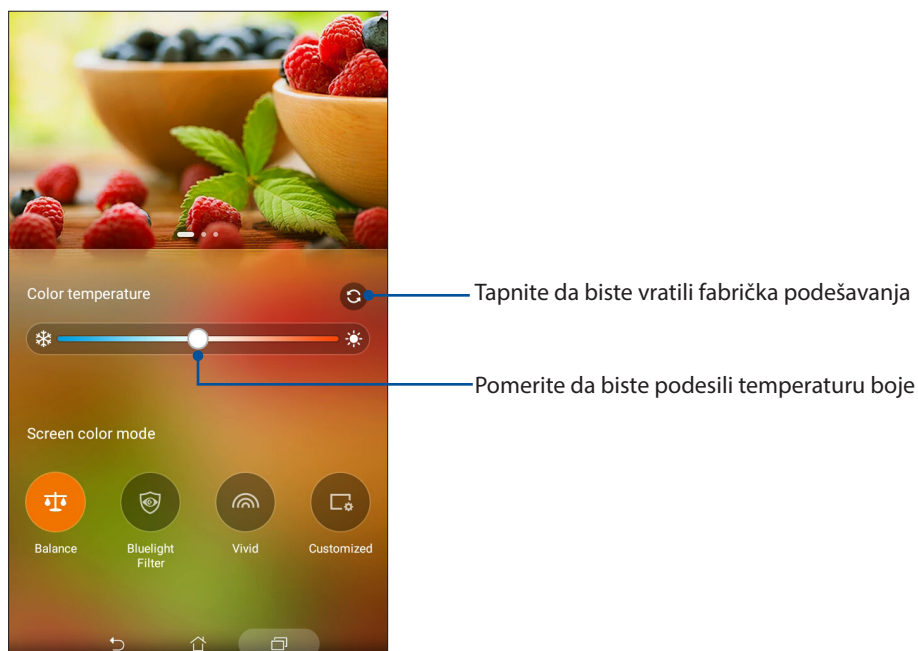 Color temperature
Tapnite da biste vratili fabrička podešavanja
Pomerite da biste podesili temperaturu boje
Screen color mode
Balance
Bluelight
Filter
Vivid
Customized